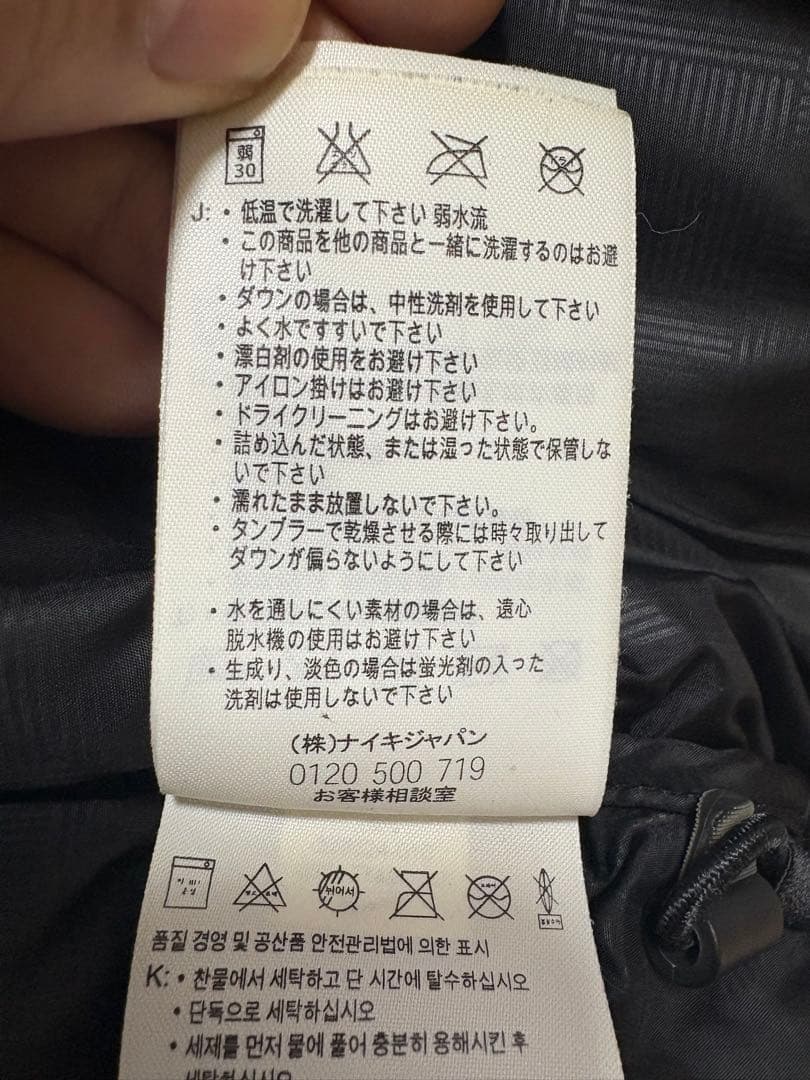 弱
30
J: ・低温で洗濯して下さい 弱水流
・この商品を他の商品と一緒に洗濯するのはお避
け下さい
・ダウンの場合は、中性洗剤を使用して下さい
・よく水ですすいで下さい
・漂白剤の使用をお避け下さい
・アイロン掛けはお避け下さい
・ドライクリーニングはお避け下さい。
・詰め込んだ状態、または湿った状態で保管しな
いで下さい
・濡れたまま放置しないで下さい。
・タンブラーで乾燥させる際には時々取り出して
ダウンが偏らないようにして下さい
・水を通しにくい素材の場合は、遠心
脱水機の使用はお避け下さい
・生成り、淡色の場合は蛍光剤の入った
洗剤は使用しないで下さい
(株)ナイキジャパン
0120 500 719
お客様相談室
뉘어서
품질 경영 및 공산품 안전관리법에 의한 표시
K: ・찬물에서 세탁하고 단 시간에 탈수하십시오
・단독으로 세탁하십시오
・세제를 먼저 물에 풀어 충분히 용해시킨 후